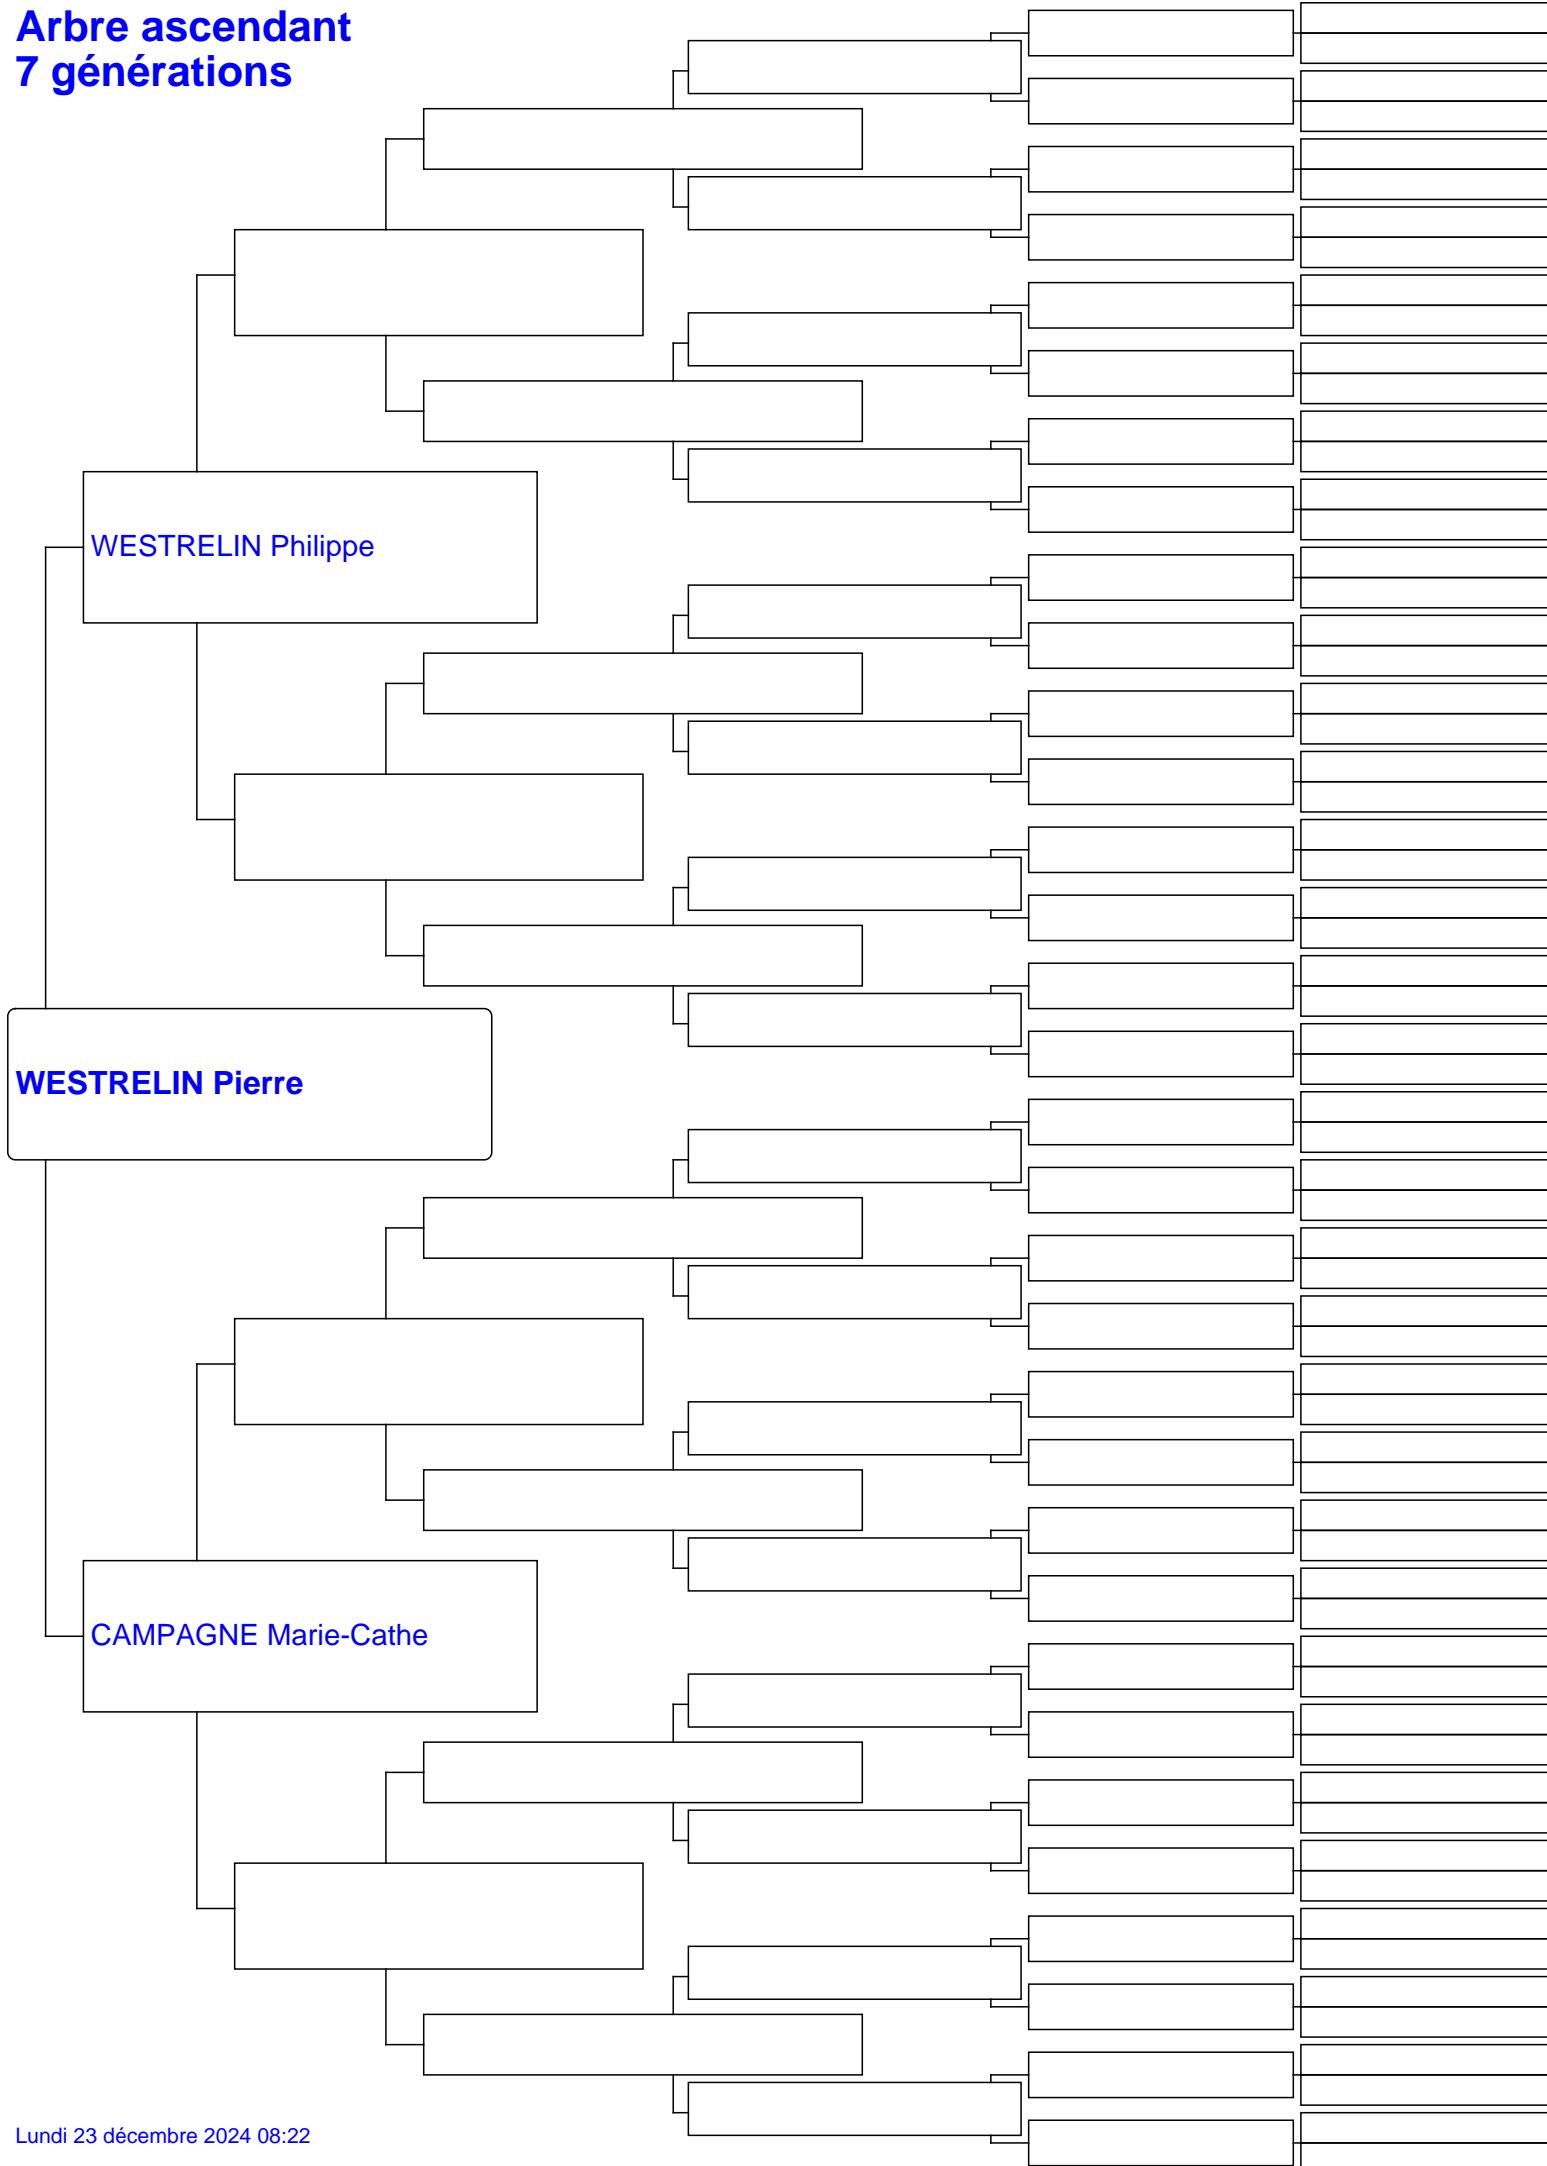 Arbre ascendant
7 générations
WESTRELIN Philippe
WESTRELIN Pierre
CAMPAGNE Marie-Cathe
Lundi 23 décembre 2024 08:22